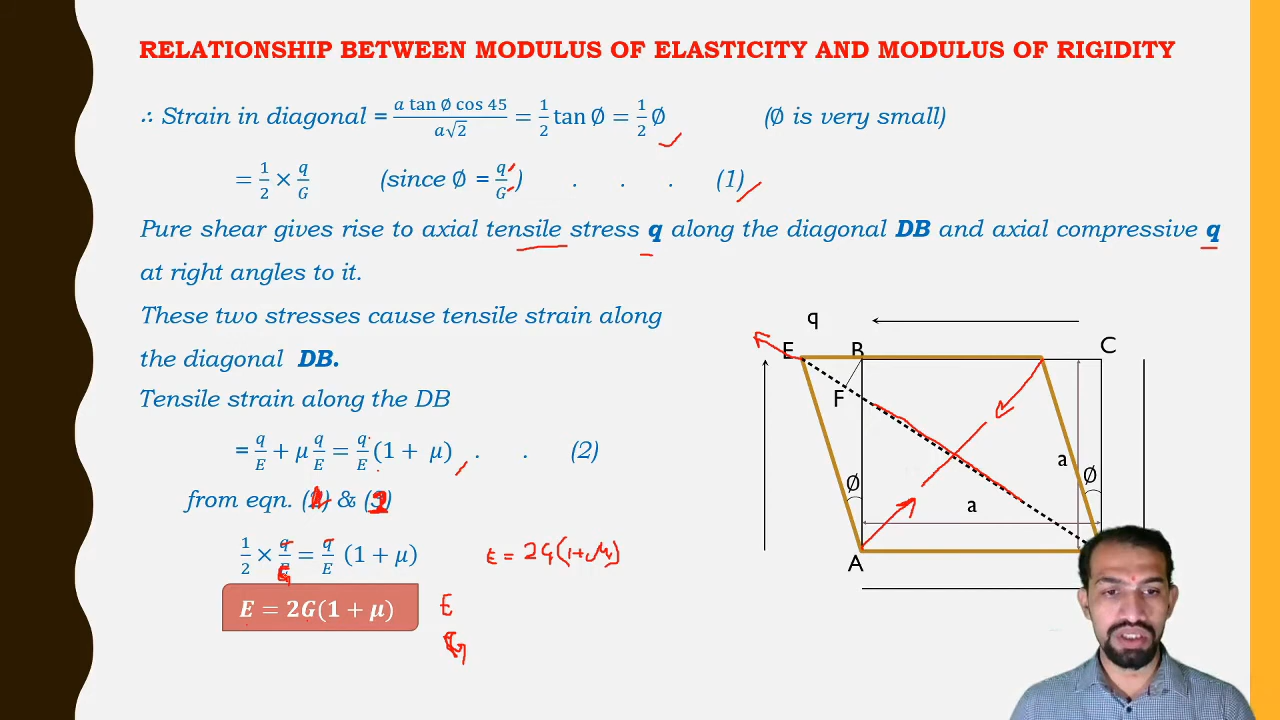 RELATIONSHIP BETWEEN MODULUS OF ELASTICITY AND MODULUS OF RIGIDITY
∴ Strain in diagonal = (a tan ∅ cos 45)/(a√2) = 1/2 tan ∅ = 1/2 ∅ (∅ is very small)
= 1/2 × q/G (since ∅ = q/G) . . . (1)
Pure shear gives rise to axial tensile stress q along the diagonal DB and axial compressive q
at right angles to it.
These two stresses cause tensile strain along
the diagonal DB.
Tensile strain along the DB
= q/E + μ q/E = q/E (1 + μ) . . (2)
from eqn. (1) & (2)
1/2 × q/G = q/E (1 + μ)
E = 2G(1+μ)
E = 2G(1 + μ)
E
G
q
E B C
F
∅ a ∅
a
A